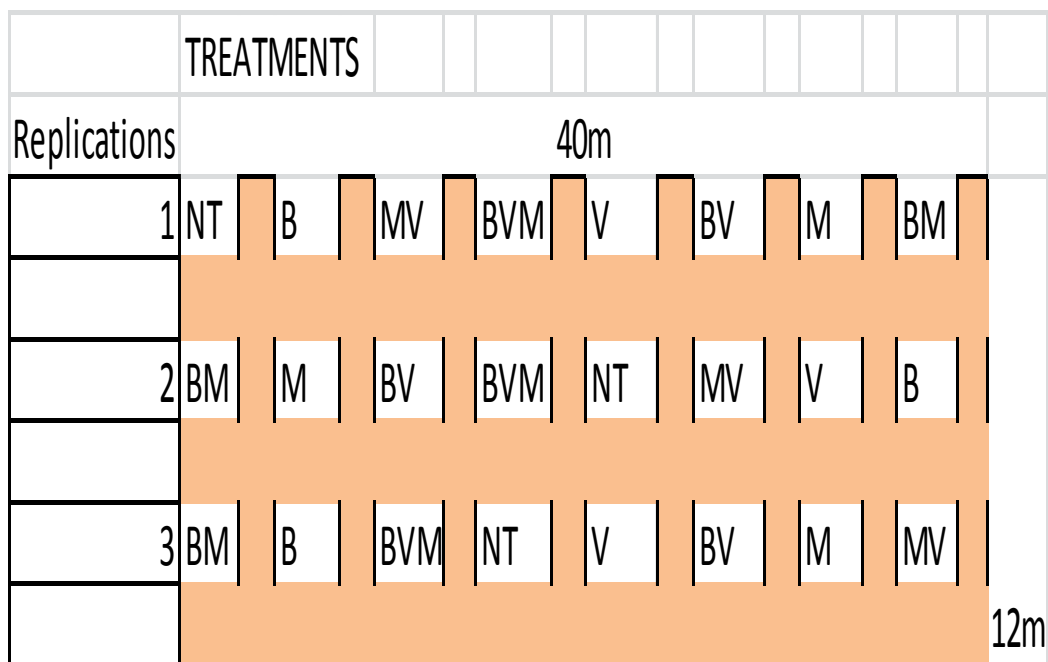 TREATMENTS
Replications 40m
1 NT B MV BVM V BV M BM
2 BM M BV BVM NT MV V B
3 BM B BVM NT V BV M MV
12m